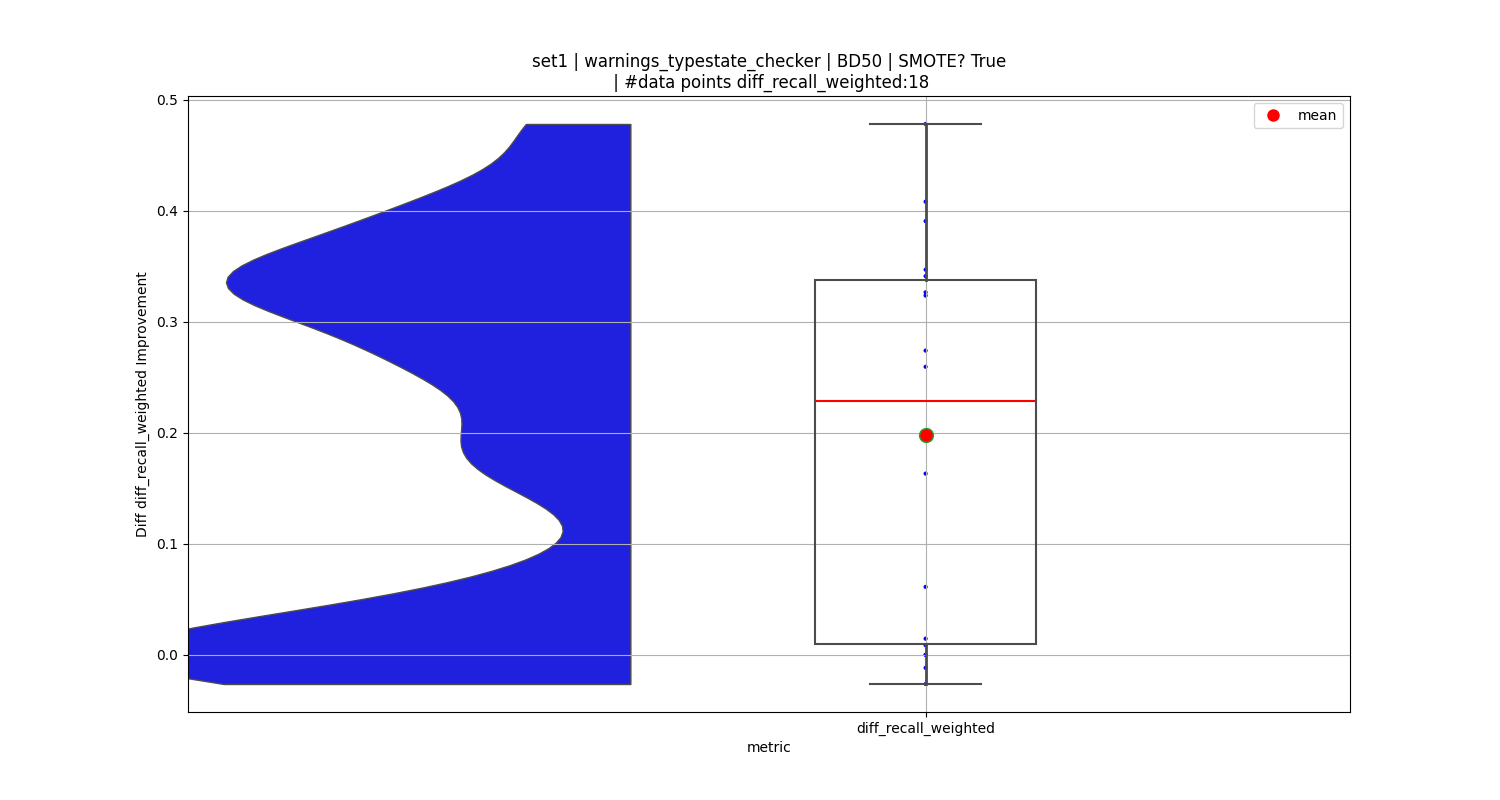 set1 | warnings_typestate_checker | BD50 | SMOTE? True
| #data points diff_recall_weighted:18
mean
0.5
0.4
0.3
0.2
0.1
0.0
Diff diff_recall_weighted Improvement
diff_recall_weighted
metric